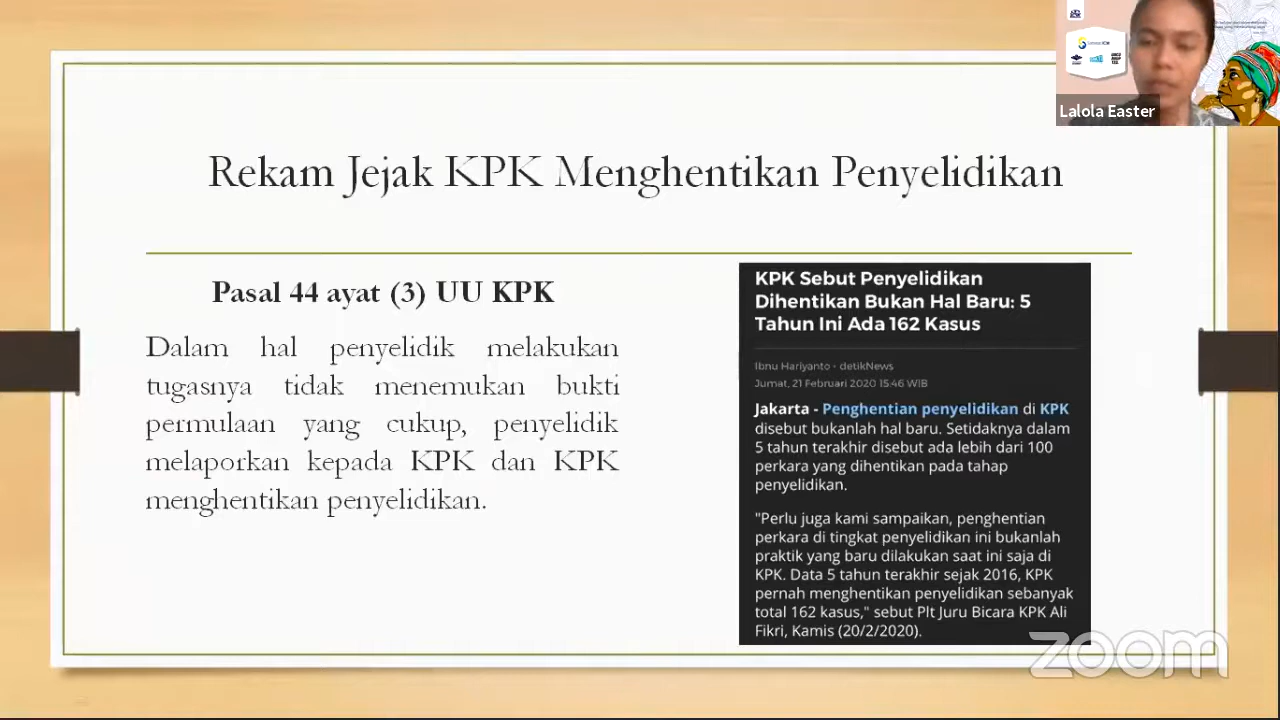 Rekam Jejak KPK Menghentikan Penyelidikan
Pasal 44 ayat (3) UU KPK
Dalam hal penyelidik melakukan
tugasnya tidak menemukan bukti
permulaan yang cukup, penyelidik
melaporkan kepada KPK dan KPK
menghentikan penyelidikan.
KPK Sebut Penyelidikan
Dihentikan Bukan Hal Baru: 5
Tahun Ini Ada 162 Kasus
Ibnu Hariyanto - detikNews
Jumat, 21 Februari 2020 15:46 WIB
Jakarta - Penghentian penyelidikan di KPK
disebut bukanlah hal baru. Setidaknya dalam
5 tahun terakhir disebut ada lebih dari 100
perkara yang dihentikan pada tahap
penyelidikan.
"Perlu juga kami sampaikan, penghentian
perkara di tingkat penyelidikan ini bukanlah
praktik yang baru dilakukan saat ini saja di
KPK. Data 5 tahun terakhir sejak 2016, KPK
pernah menghentikan penyelidikan sebanyak
total 162 kasus," sebut Plt Juru Bicara KPK Ali
Fikri, Kamis (20/2/2020).
Lalola Easter
zoom